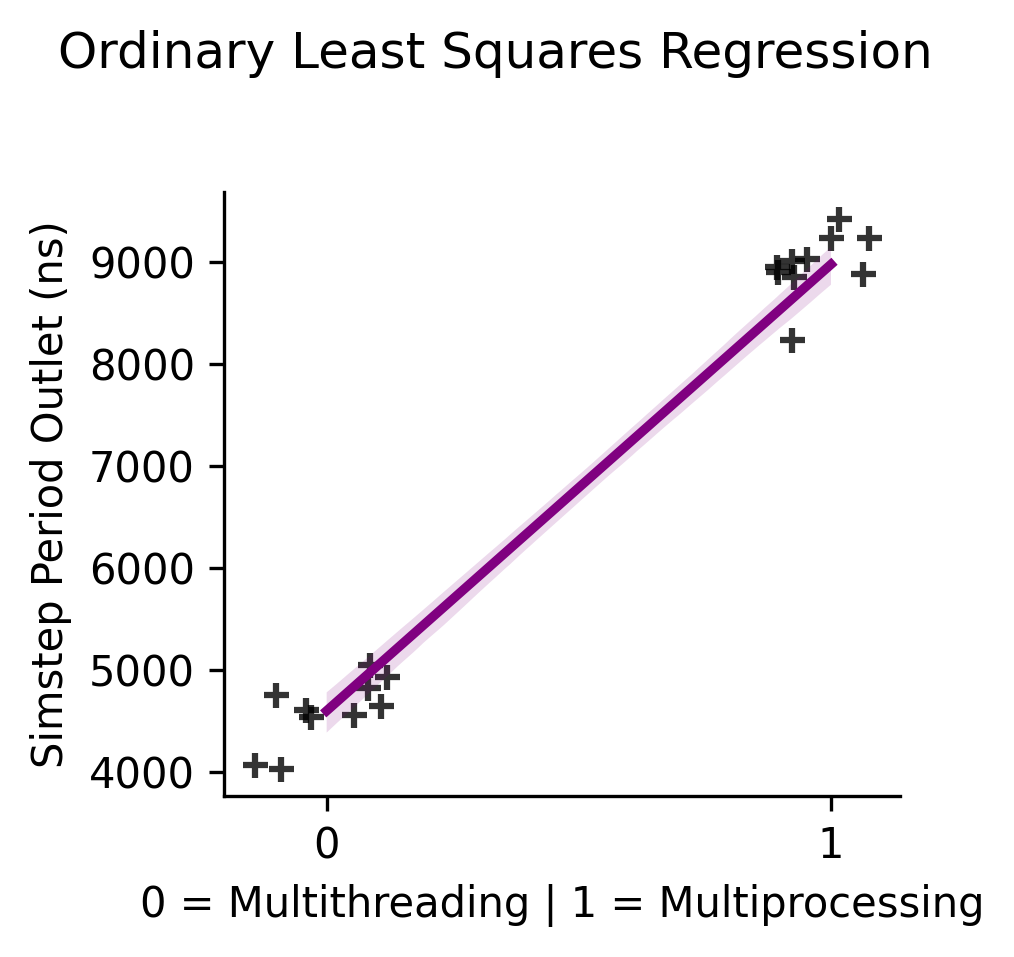 Ordinary Least Squares Regression
Simstep Period Outlet (ns)
9000
8000
7000
6000
5000
4000
0 1
0 = Multithreading | 1 = Multiprocessing